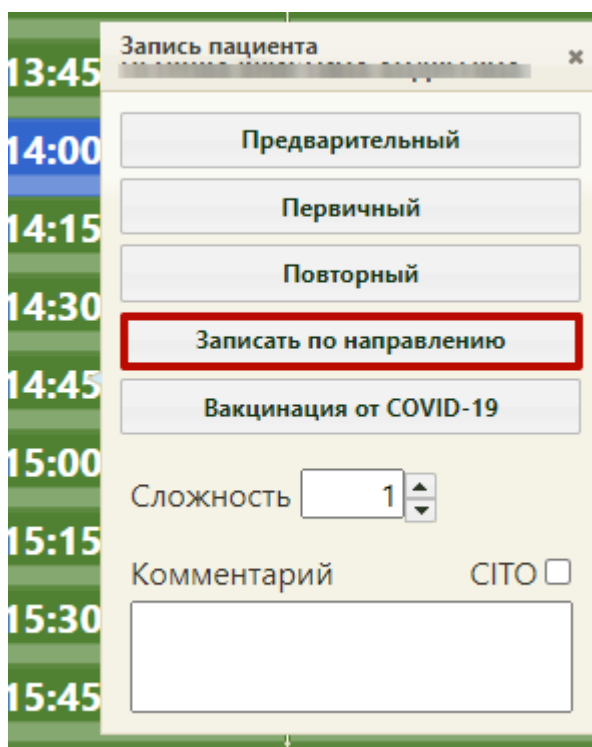 Запись пациента
13:45
Предварительный
14:00
Первичный
14:15
Повторный
14:30
Записать по направлению
14:45
Вакцинация от COVID-19
15:00
Сложность 1
15:15
Комментарий CITO
15:30
15:45